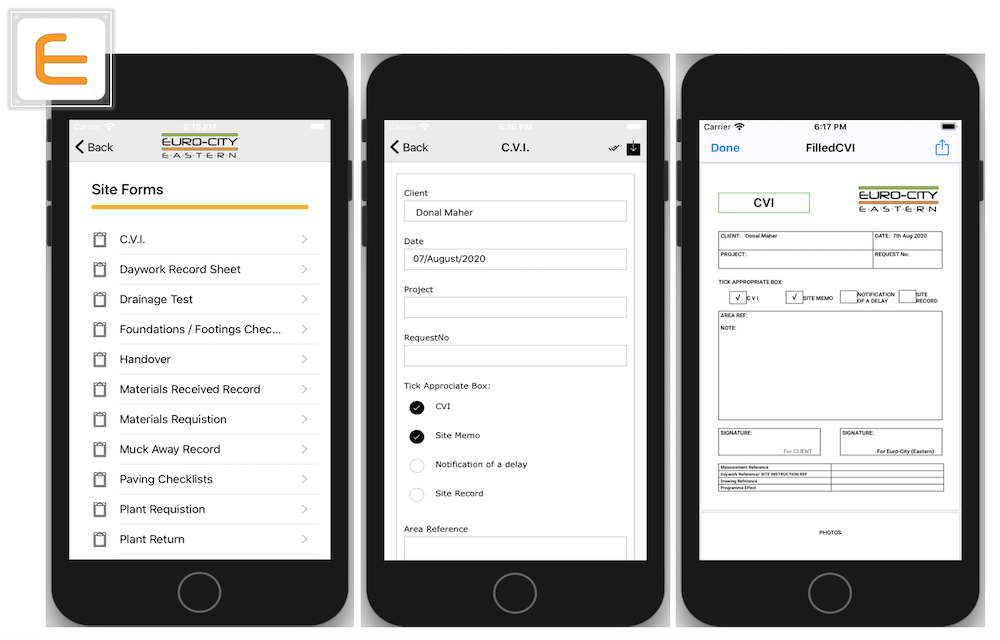 E
Carrier
6:15 PM
Back
EURO-CITY
E·A·S·T·E·R·N
Site Forms
C.V.I.
Daywork Record Sheet
Drainage Test
Foundations / Footings Chec...
Handover
Materials Received Record
Materials Requistion
Muck Away Record
Paving Checklists
Plant Requistion
Plant Return
Carrier
6:16 PM
Back
C.V.I.
Client
Donal Maher
Date
07/August/2020
Project
RequestNo
Tick Approciate Box:
CVI
Site Memo
Notification of a delay
Site Record
Area Reference
Carrier
6:17 PM
Done
FilledCVI
CVI
EURO-CITY
E·A·S·T·E·R·N
CLIENT: Donal Maher
DATE: 7th Aug 2020
PROJECT:
REQUEST No:
TICK APPROPRIATE BOX:
√ C V I
√ SITE MEMO
NOTIFICATION
OF A DELAY
SITE
RECORD
AREA REF:
NOTE:
SIGNATURE:
For CLIENT
SIGNATURE:
For Euro-City (Eastern)
Measurement Reference
Daywork Reference/ SITE INSTRUCTION REF
Drawing Reference
Programme Effect
PHOTOS